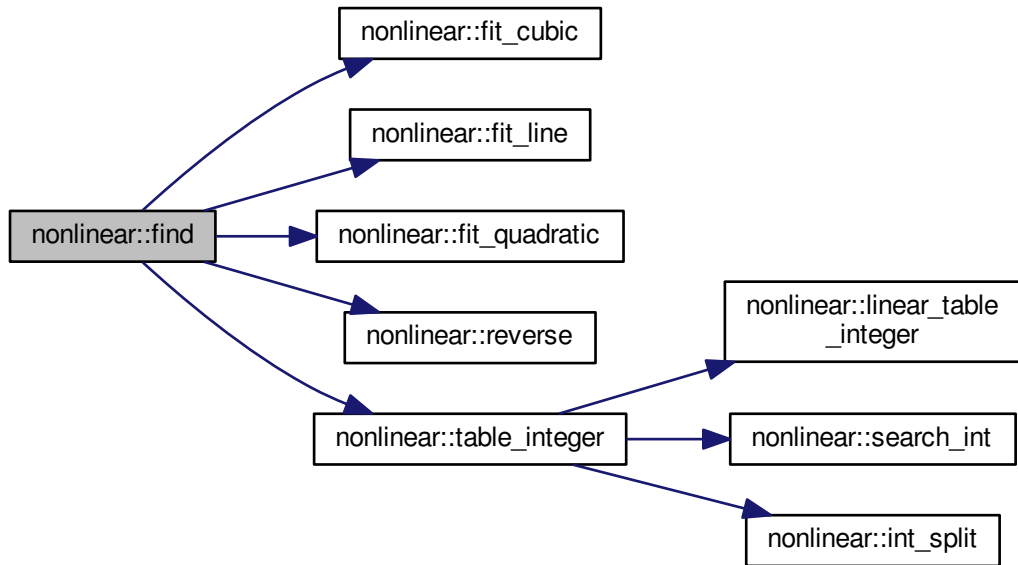 nonlinear::fit_cubic
nonlinear::fit_line
nonlinear::find
nonlinear::fit_quadratic
nonlinear::linear_table
_integer
nonlinear::reverse
nonlinear::table_integer
nonlinear::search_int
nonlinear::int_split